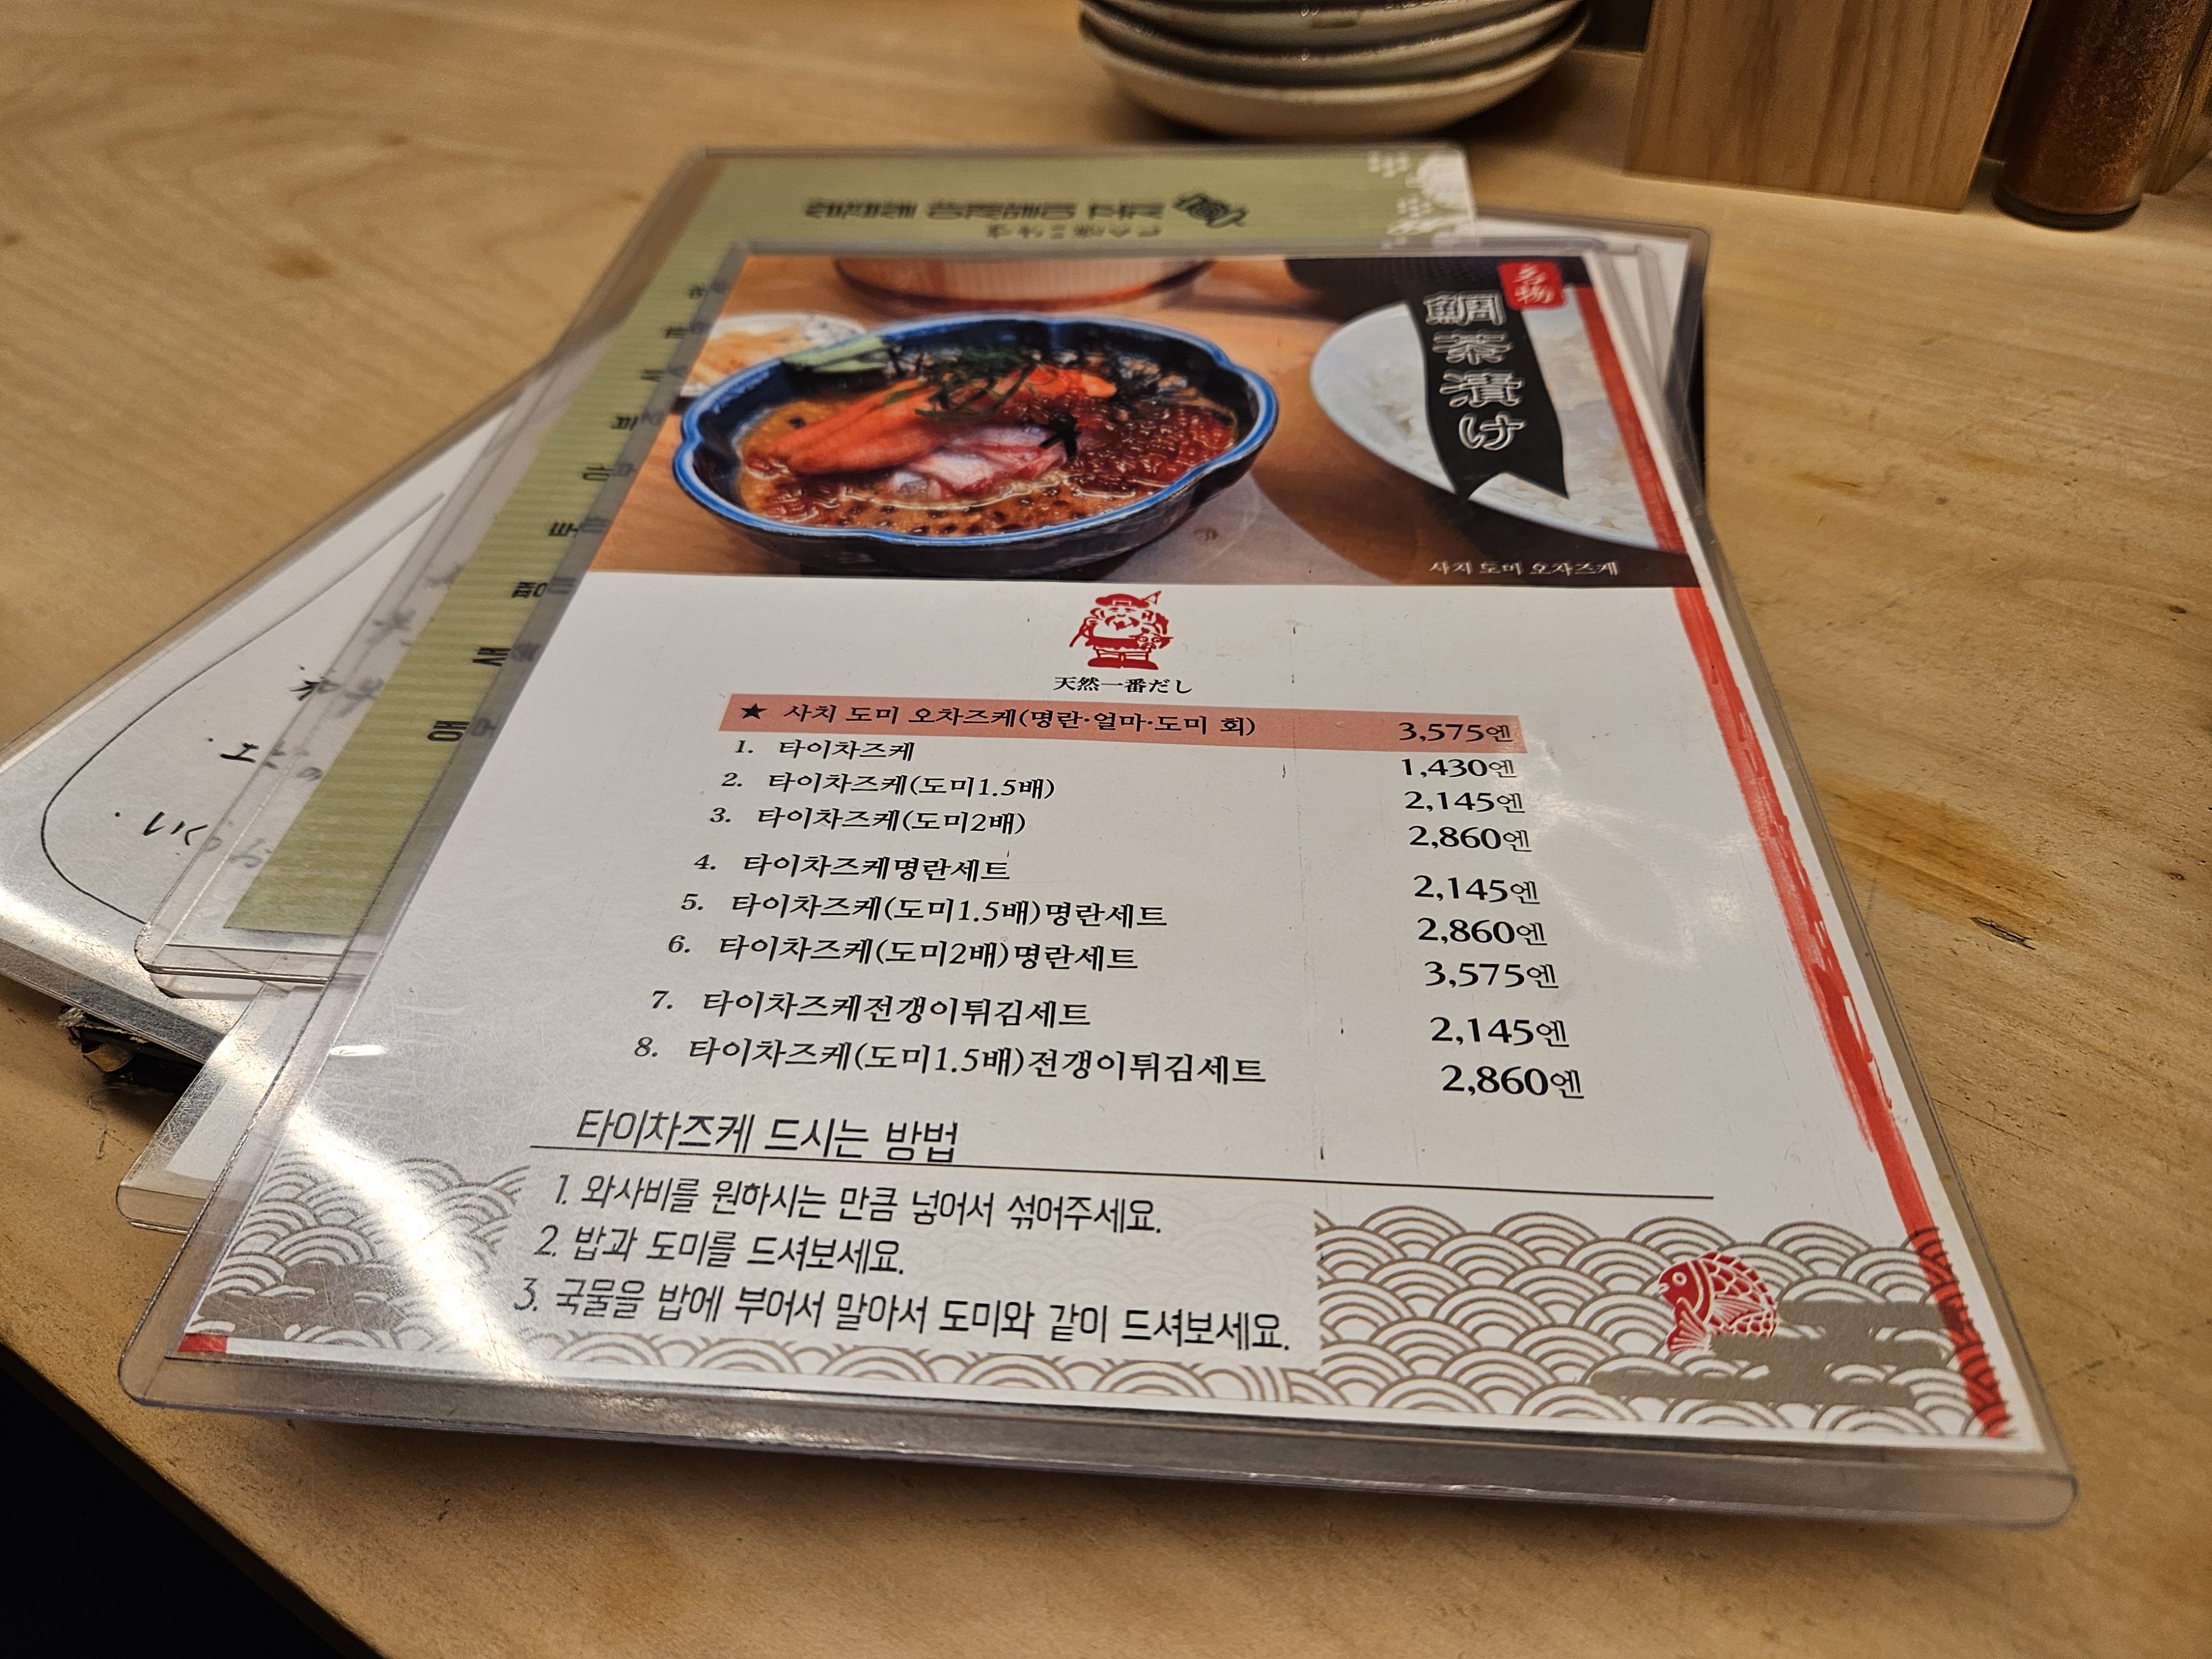 名物
鯛茶漬け
사치 도미 오차즈케
天然一番だし
★ 사치 도미 오차즈케(명란·얼마·도미 회) 3,575엔
1. 타이차즈케 1,430엔
2. 타이차즈케(도미1.5배) 2,145엔
3. 타이차즈케(도미2배) 2,860엔
4. 타이차즈케명란세트 2,145엔
5. 타이차즈케(도미1.5배)명란세트 2,860엔
6. 타이차즈케(도미2배)명란세트 3,575엔
7. 타이차즈케전갱이튀김세트 2,145엔
8. 타이차즈케(도미1.5배)전갱이튀김세트 2,860엔
타이차즈케 드시는 방법
1. 와사비를 원하시는 만큼 넣어서 섞어주세요.
2. 밥과 도미를 드셔보세요.
3. 국물을 밥에 부어서 말아서 도미와 같이 드셔보세요.